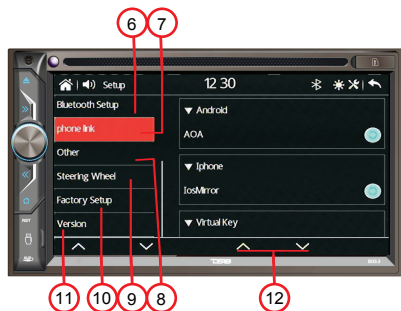 6 7
Setup 12 30
Bluetooth Setup
phone link
Other
Steering Wheel
Factory Setup
Version
▼ Android
AOA
▼ Iphone
IosMirror
▼ Virtual Key
RST
11 10 9 8 12